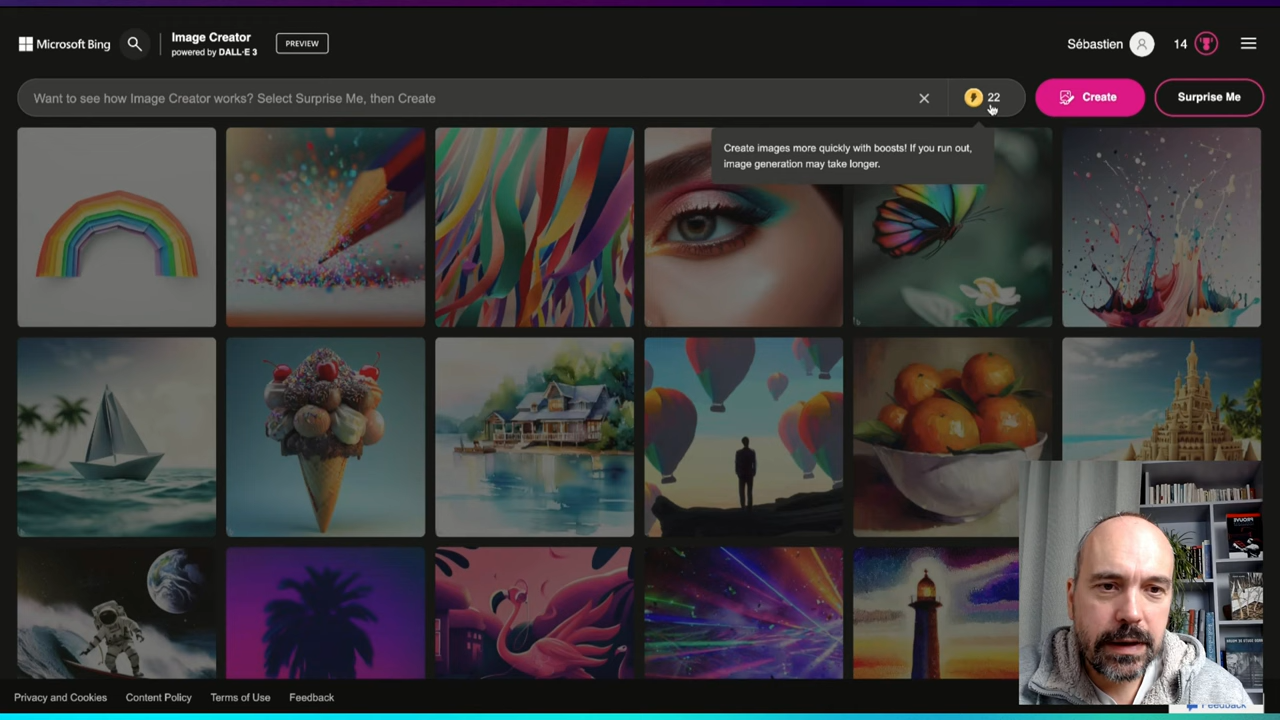 Microsoft Bing
Image Creator
powered by DALL·E 3
PREVIEW
Sébastien
14
Want to see how Image Creator works? Select Surprise Me, then Create
22
Create
Surprise Me
Create images more quickly with boosts! If you run out,
image generation may take longer.
Privacy and Cookies
Content Policy
Terms of Use
Feedback
Feedback